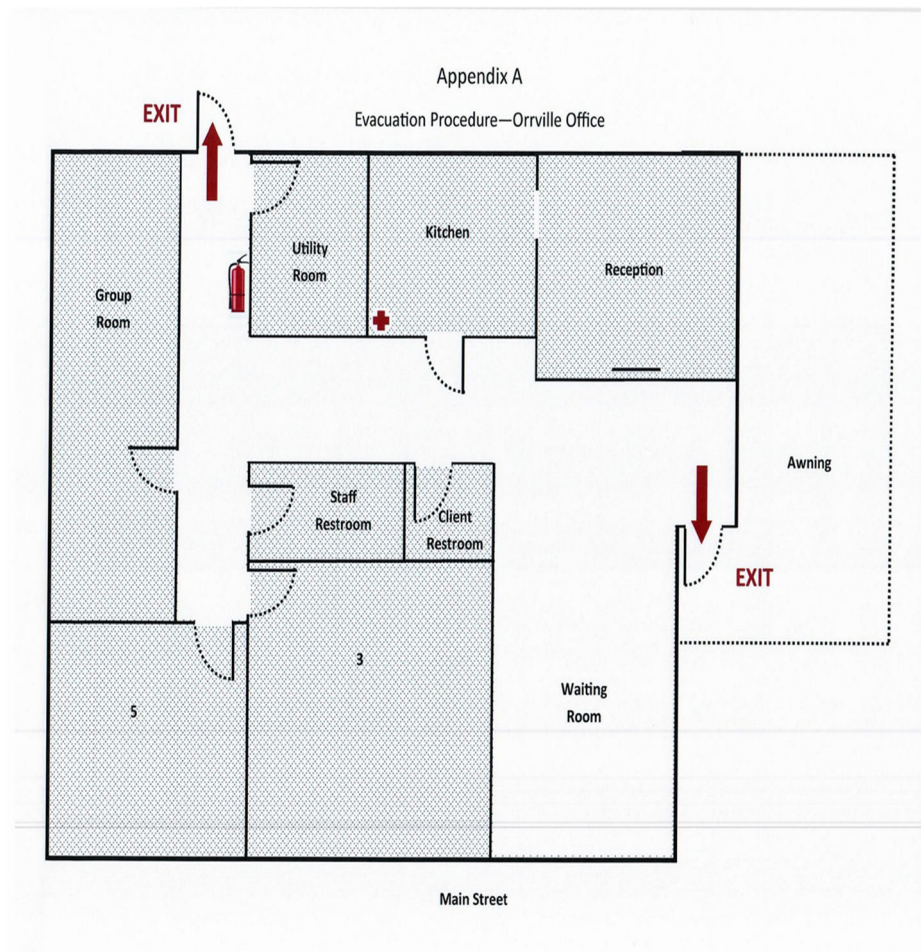 Appendix A
Evacuation Procedure—Orrville Office
EXIT
Utility
Room
Kitchen
Reception
Group
Room
Awning
Staff
Restroom
Client
Restroom
EXIT
3
5
Waiting
Room
Main Street